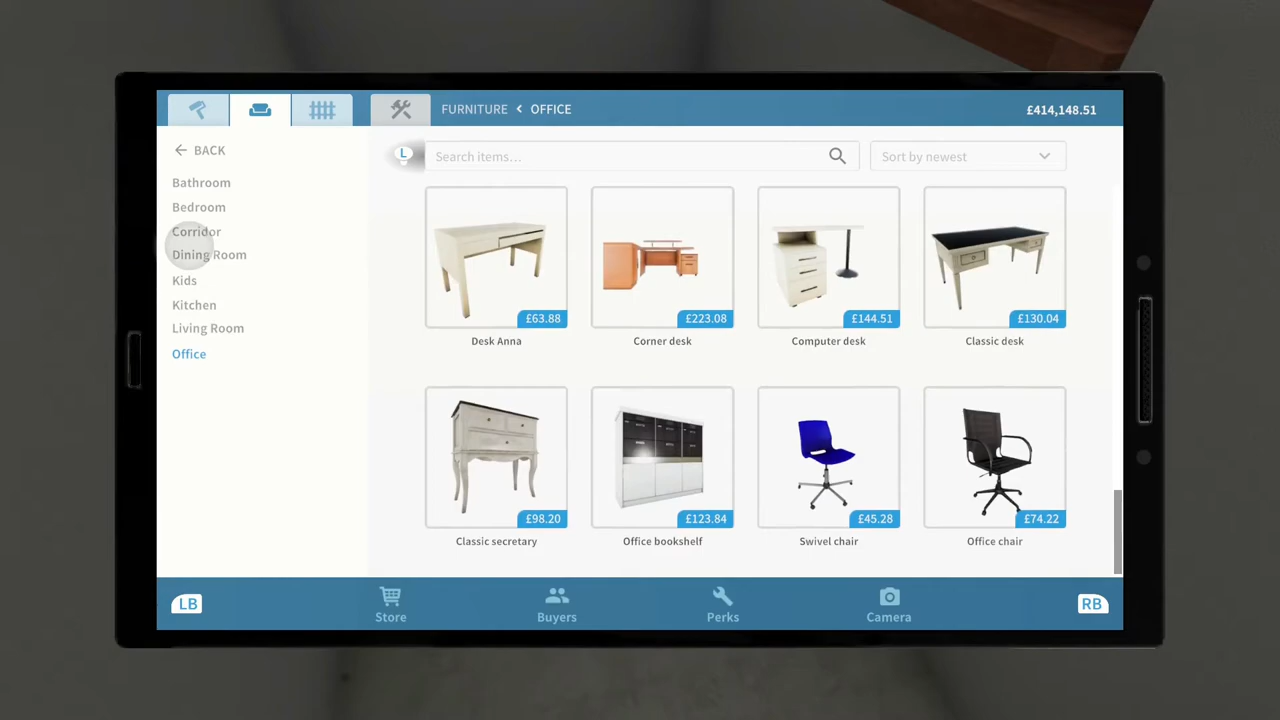 FURNITURE < OFFICE
£414,148.51
BACK
L
Search items...
Sort by newest
Bathroom
Bedroom
Corridor
Dining Room
Kids
Kitchen
Living Room
Office
£63.88
£223.08
£144.51
£130.04
Desk Anna
Corner desk
Computer desk
Classic desk
£98.20
£123.84
£45.28
£74.22
Classic secretary
Office bookshelf
Swivel chair
Office chair
LB
Store
Buyers
Perks
Camera
RB